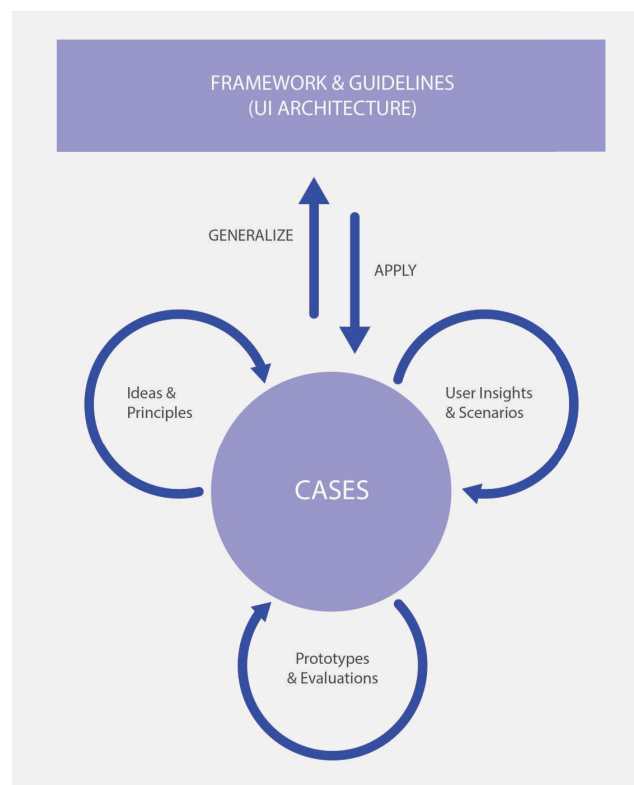 FRAMEWORK & GUIDELINES
(UI ARCHITECTURE)
GENERALIZE
APPLY
Ideas &
Principles
User Insights
& Scenarios
CASES
Prototypes
& Evaluations